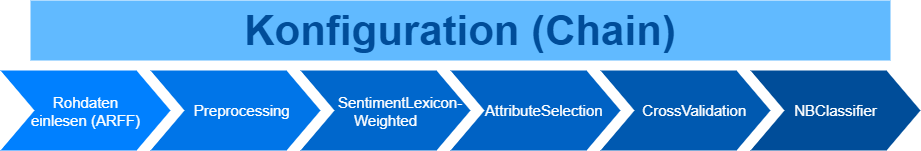 Konfiguration (Chain)
Rohdaten
einlesen (ARFF)
Preprocessing
SentimentLexicon-
Weighted
AttributeSelection
CrossValidation
NBClassifier